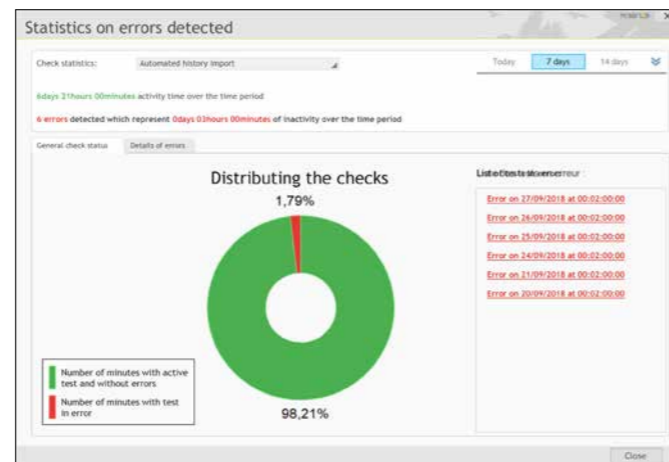 Statistics on errors detected
Check statistics: Automated history import Today 7 days 14 days
6days 21hours 00minutes activity time over the time period
6 errors detected which represent 0days 03hours 00minutes of inactivity over the time period
General check status Details of errors
Distributing the checks
1,79%
98,21%
Number of minutes with active
test and without errors
Number of minutes with test
in error
Error on 27/09/2018 at 00:02:00:00
Error on 26/09/2018 at 00:02:00:00
Error on 25/09/2018 at 00:02:00:00
Error on 24/09/2018 at 00:02:00:00
Error on 21/09/2018 at 00:02:00:00
Error on 20/09/2018 at 00:02:00:00
Close